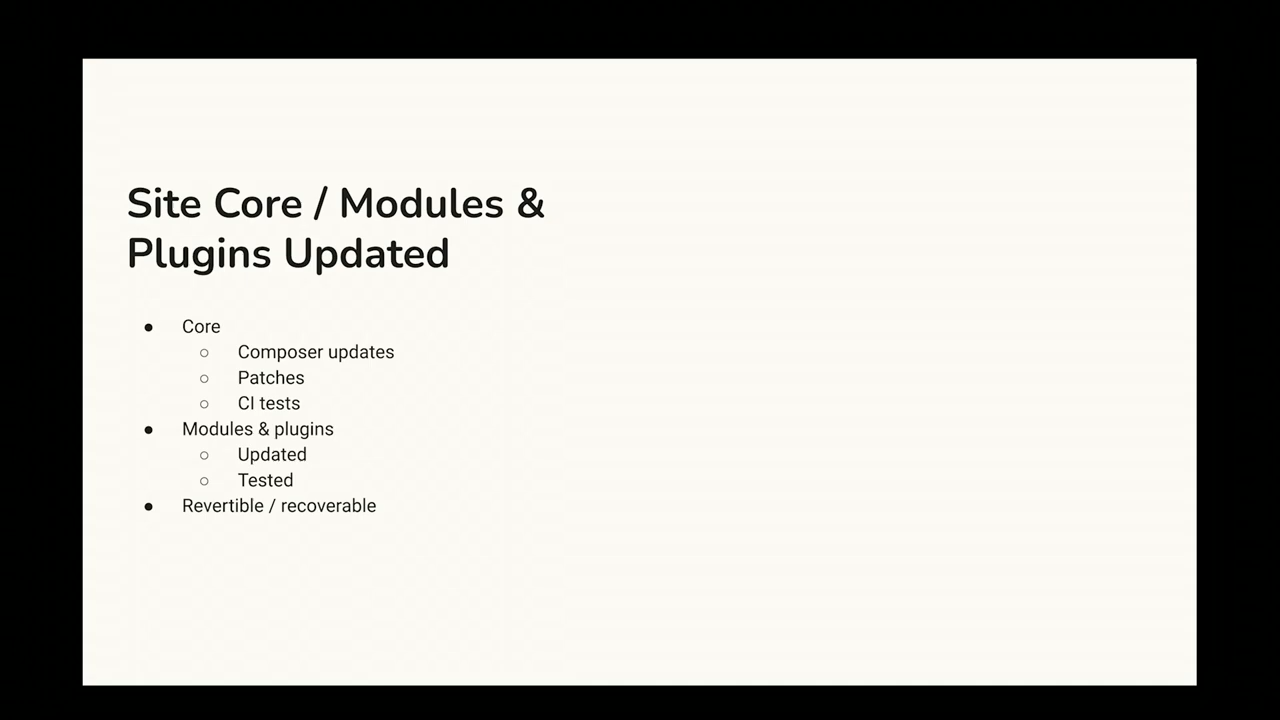 Site Core / Modules &
Plugins Updated
● Core
○ Composer updates
○ Patches
○ CI tests
● Modules & plugins
○ Updated
○ Tested
● Revertible / recoverable